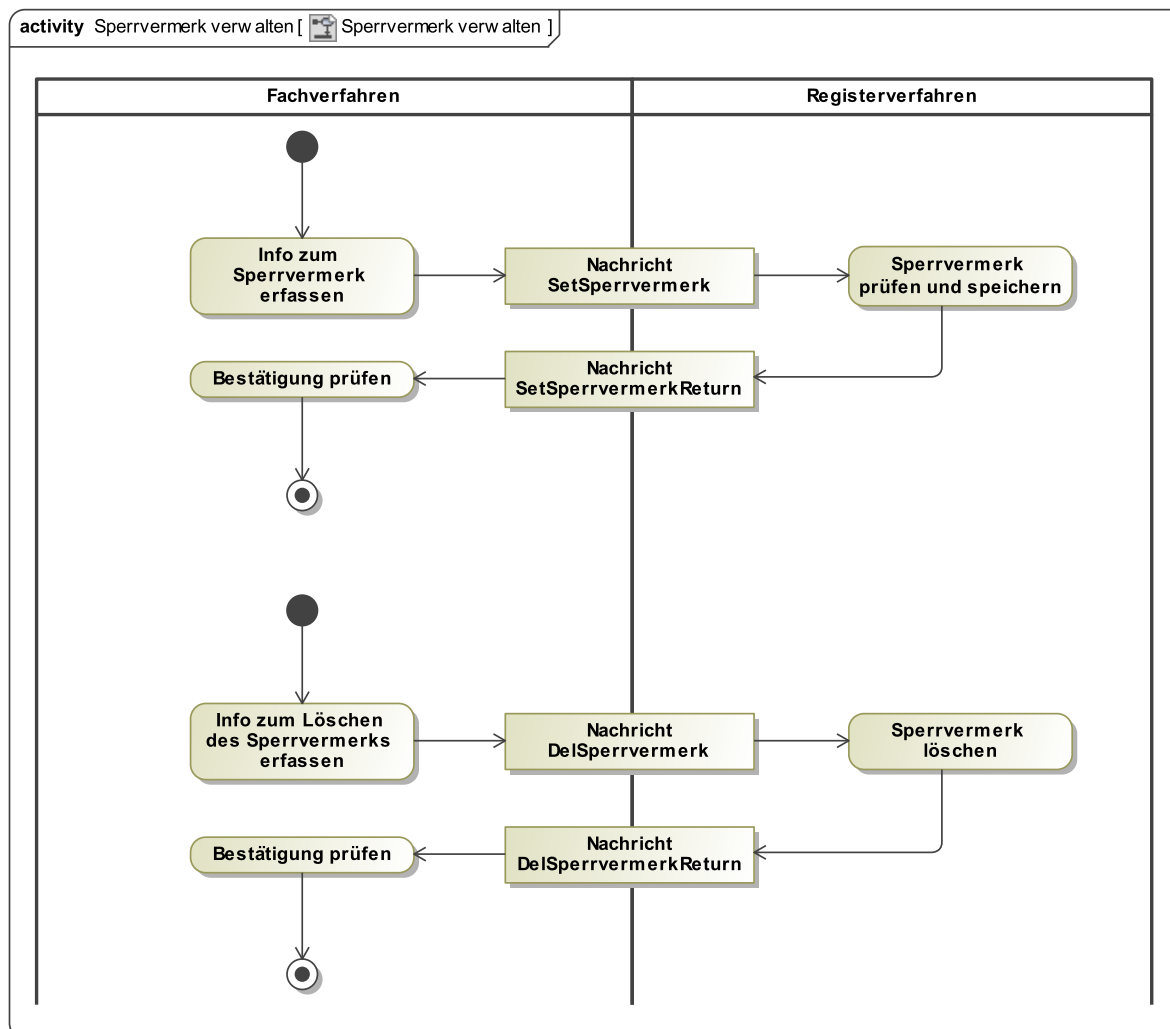 activity Sperrvermerk verwalten [ Sperrvermerk verwalten ]
Fachverfahren
Registerverfahren
Info zum
Sperrvermerk
erfassen
Nachricht
SetSperrvermerk
Sperrvermerk
prüfen und speichern
Bestätigung prüfen
Nachricht
SetSperrvermerkReturn
Info zum Löschen
des Sperrvermerks
erfassen
Nachricht
DelSperrvermerk
Sperrvermerk
löschen
Bestätigung prüfen
Nachricht
DelSperrvermerkReturn